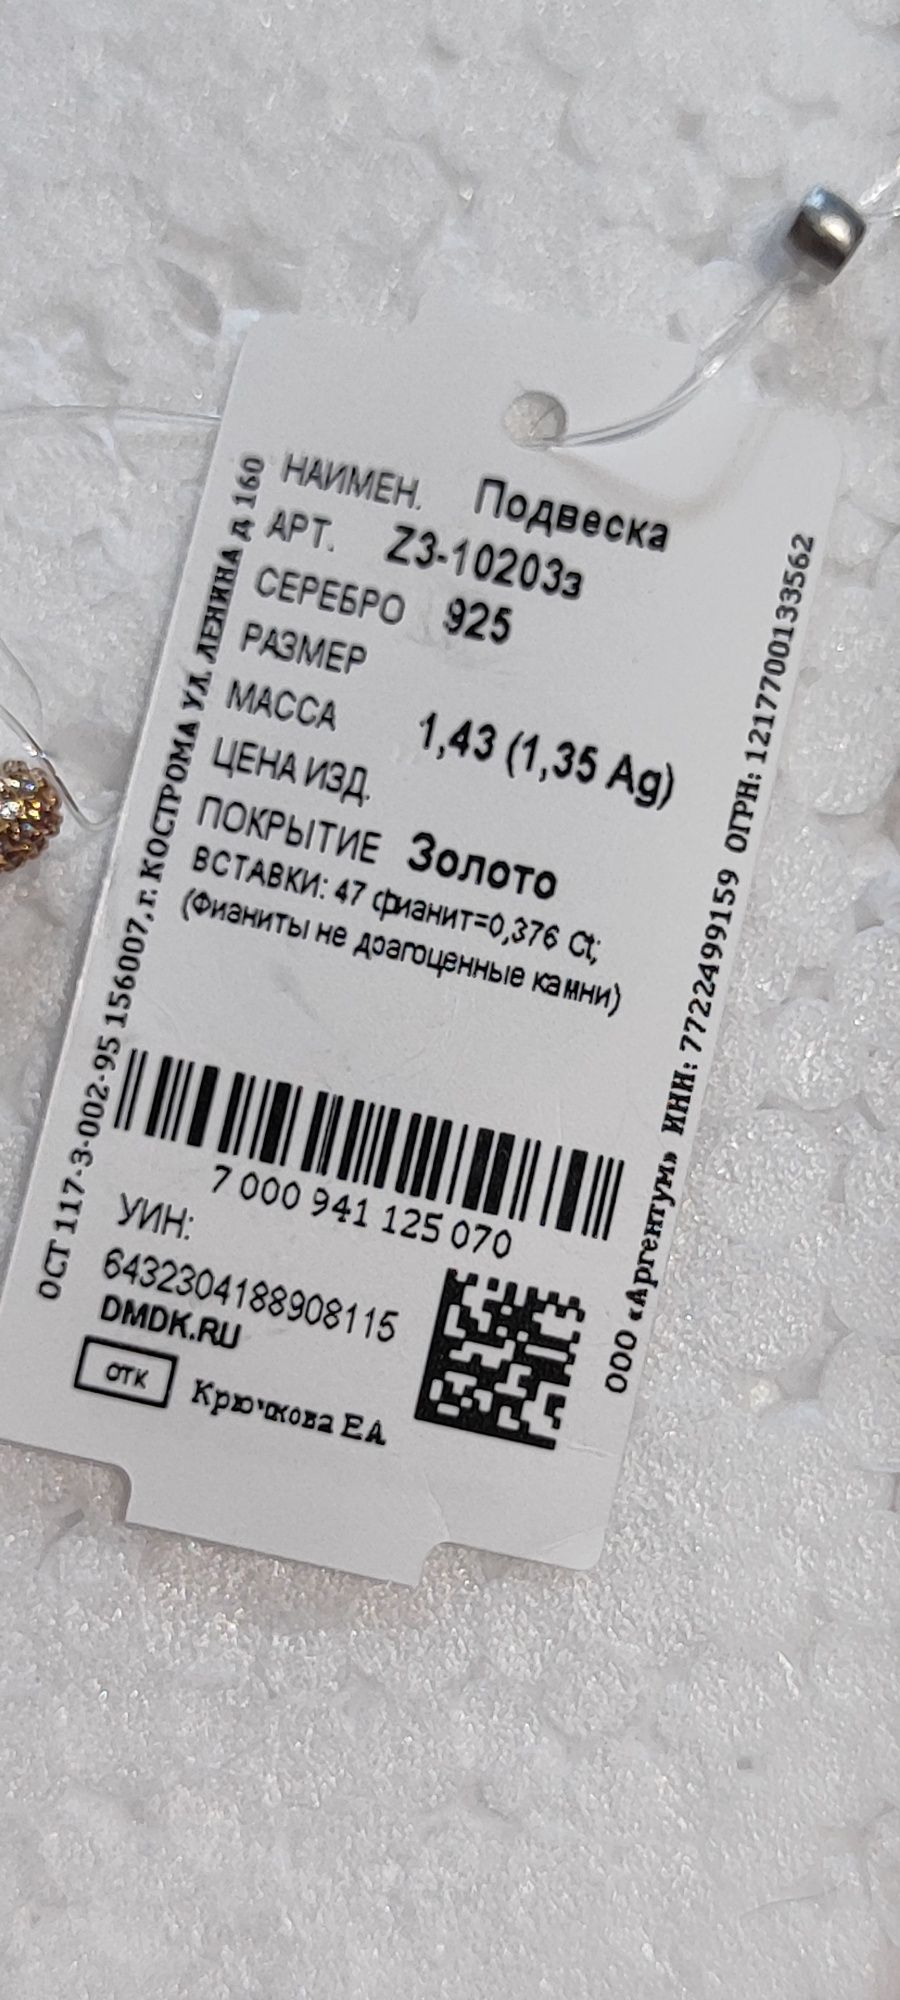 НАИМЕН. Подвеска
АРТ. Z3-10203з
СЕРЕБРО 925
РАЗМЕР
МАССА 1,43 (1,35 Ag)
ЦЕНА ИЗД.
ПОКРЫТИЕ Золото
ВСТАВКИ: 47 фианит=0,376 Ct;
(Фианиты не драгоценные камни)
7 000 941 125 070
УИН:
6432304188908115
DMDK.RU
ОТК Крючкова Е.А
ОСТ 117-3-002-95 156007, г. КОСТРОМА УЛ. ЛЕНИНА д 160
ООО «Аргентум» ИНН: 7722499159 ОГРН: 1217700133562